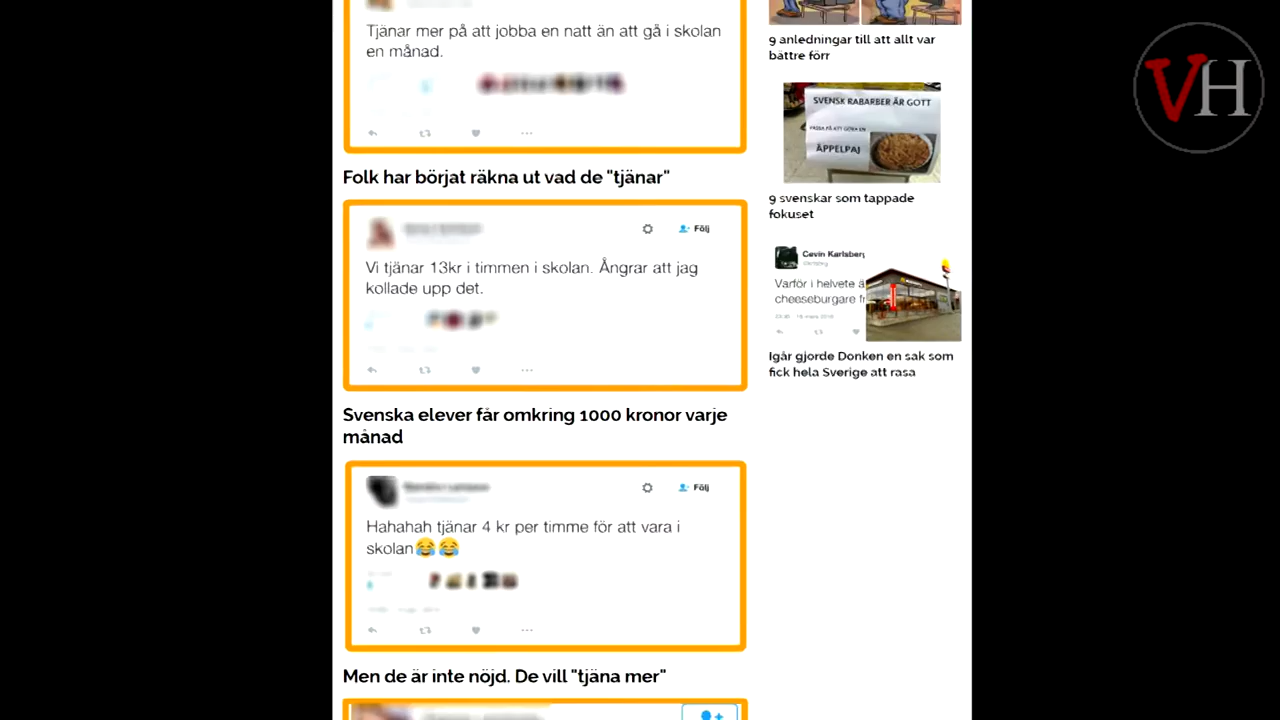 Tjänar mer på att jobba en natt än att gå i skolan
en månad.
Folk har börjat räkna ut vad de "tjänar"
Följ
Vi tjänar 13kr i timmen i skolan. Ångrar att jag
kollade upp det.
Svenska elever får omkring 1000 kronor varje
månad
Följ
Hahahah tjänar 4 kr per timme för att vara i
skolan😂😂
Men de är inte nöjd. De vill "tjäna mer"
9 anledningar till att allt var
bättre förr
SVENSK RABARBER ÄR GOTT
ÄPPELPAJ
9 svenskar som tappade
fokuset
Cevin Karlsberg
Varför i helvete ä
cheeseburgare fr
Igår gjorde Donken en sak som
fick hela Sverige att rasa
VH